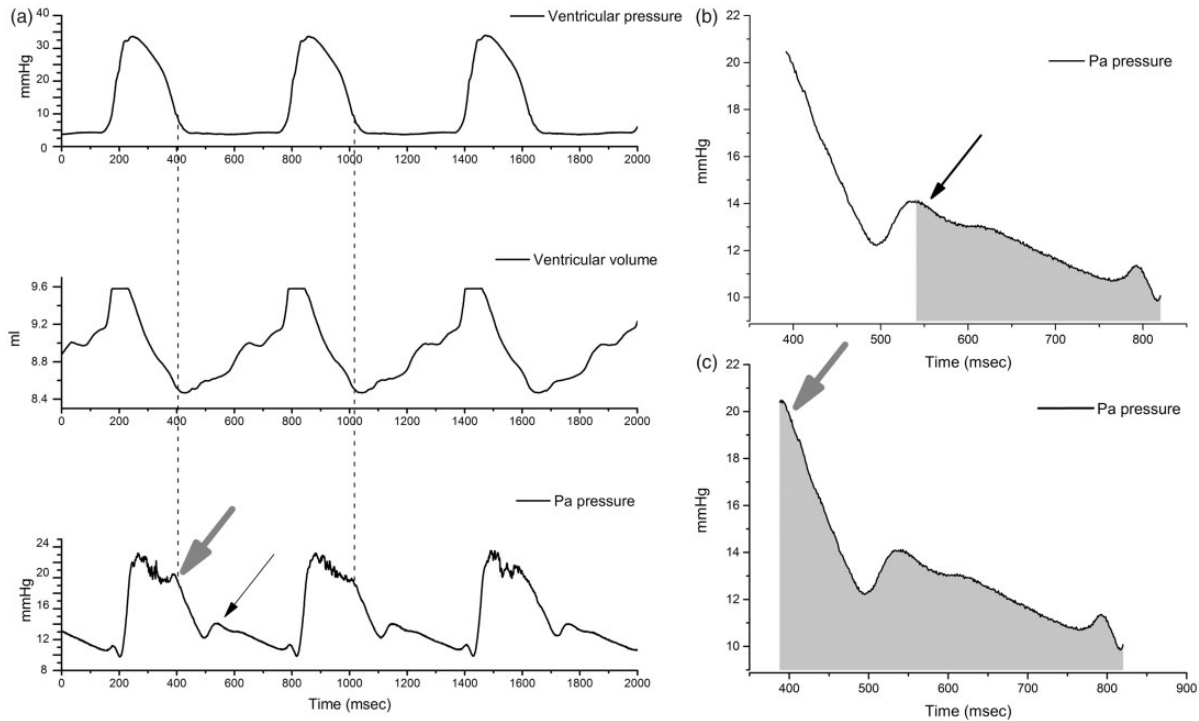 (a)
Ventricular pressure
mmHg
40
30
20
10
0
0 200 400 600 800 1000 1200 1400 1600 1800 2000
Ventricular volume
ml
9.6
9.2
8.8
8.4
0 200 400 600 800 1000 1200 1400 1600 1800 2000
Pa pressure
mmHg
24
20
16
12
8
0 200 400 600 800 1000 1200 1400 1600 1800 2000
Time (msec)
(b)
Pa pressure
mmHg
22
20
18
16
14
12
10
400 500 600 700 800
Time (msec)
(c)
Pa pressure
mmHg
22
20
18
16
14
12
10
400 500 600 700 800 900
Time (msec)